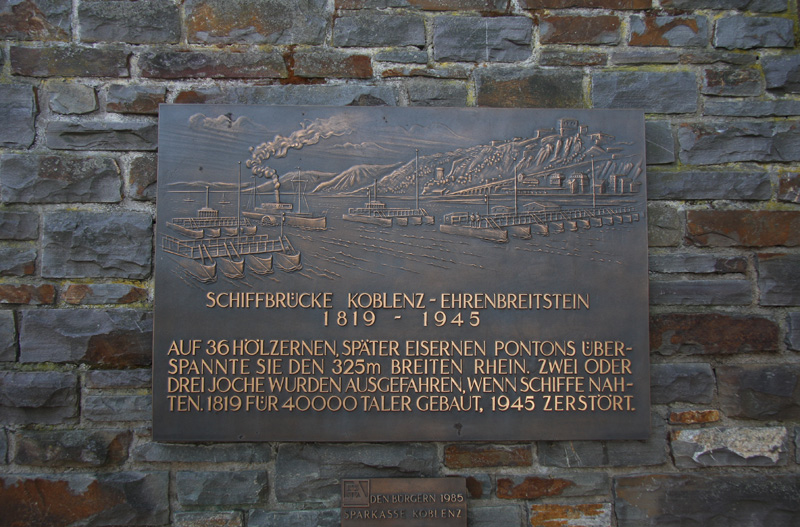 SCHIFFBRÜCKE KOBLENZ-EHRENBREITSTEIN
1819 - 1945
AUF 36 HÖLZERNEN, SPÄTER EISERNEN PONTONS ÜBER-
SPANNTE SIE DEN 325m BREITEN RHEIN. ZWEI ODER
DREI JOCHE WURDEN AUSGEFAHREN, WENN SCHIFFE NAH-
TEN. 1819 FÜR 40000 TALER GEBAUT, 1945 ZERSTÖRT.
DEN BÜRGERN 1985
SPARKASSE KOBLENZ